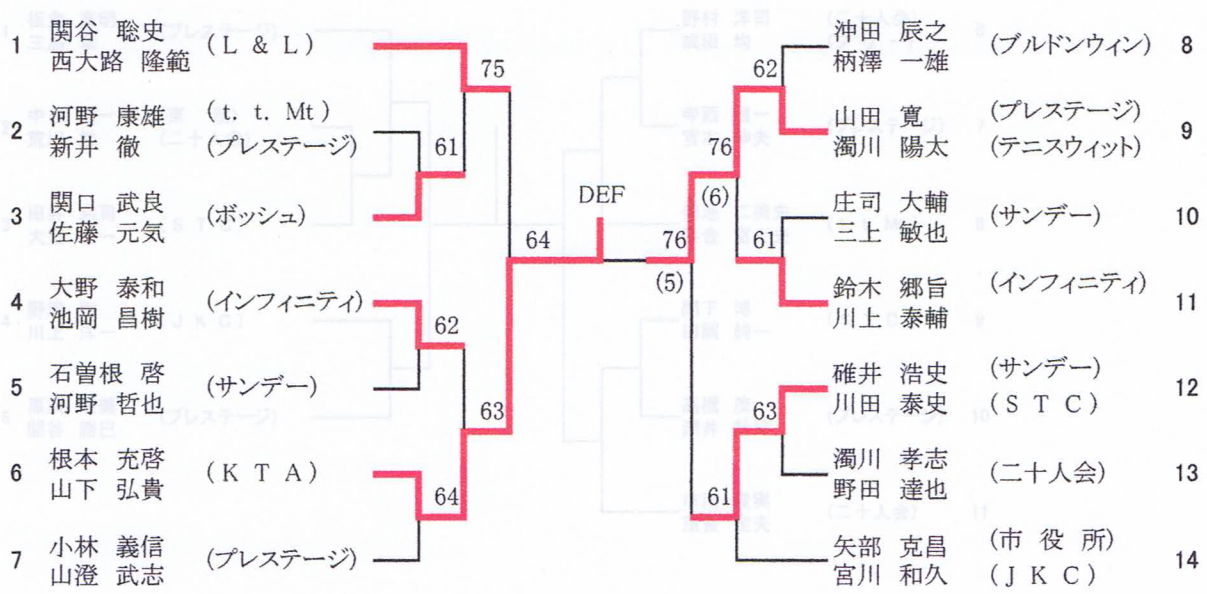 1 関谷 聡史 西大路 隆範 (L & L)
2 河野 康雄 新井 徹 (t. t. Mt) (プレステージ)
3 関口 武良 佐藤 元気 (ボッシュ)
4 大野 泰和 池岡 昌樹 (インフィニティ)
5 石曽根 啓 河野 哲也 (サンデー)
6 根本 充啓 山下 弘貴 (K T A)
7 小林 義信 山澄 武志 (プレステージ)
75
61
62
64
63
64
DEF
76
(5)
76
(6)
62
61
63
61
沖田 辰之 柄澤 一雄 (ブルドンウィン) 8
山田 寛 濁川 陽太 (プレステージ) (テニスウィット) 9
庄司 大輔 三上 敏也 (サンデー) 10
鈴木 郷旨 川上 泰輔 (インフィニティ) 11
碓井 浩史 川田 泰史 (サンデー) (S T C) 12
濁川 孝志 野田 達也 (二十人会) 13
矢部 克昌 宮川 和久 (市 役 所) (J K C) 14